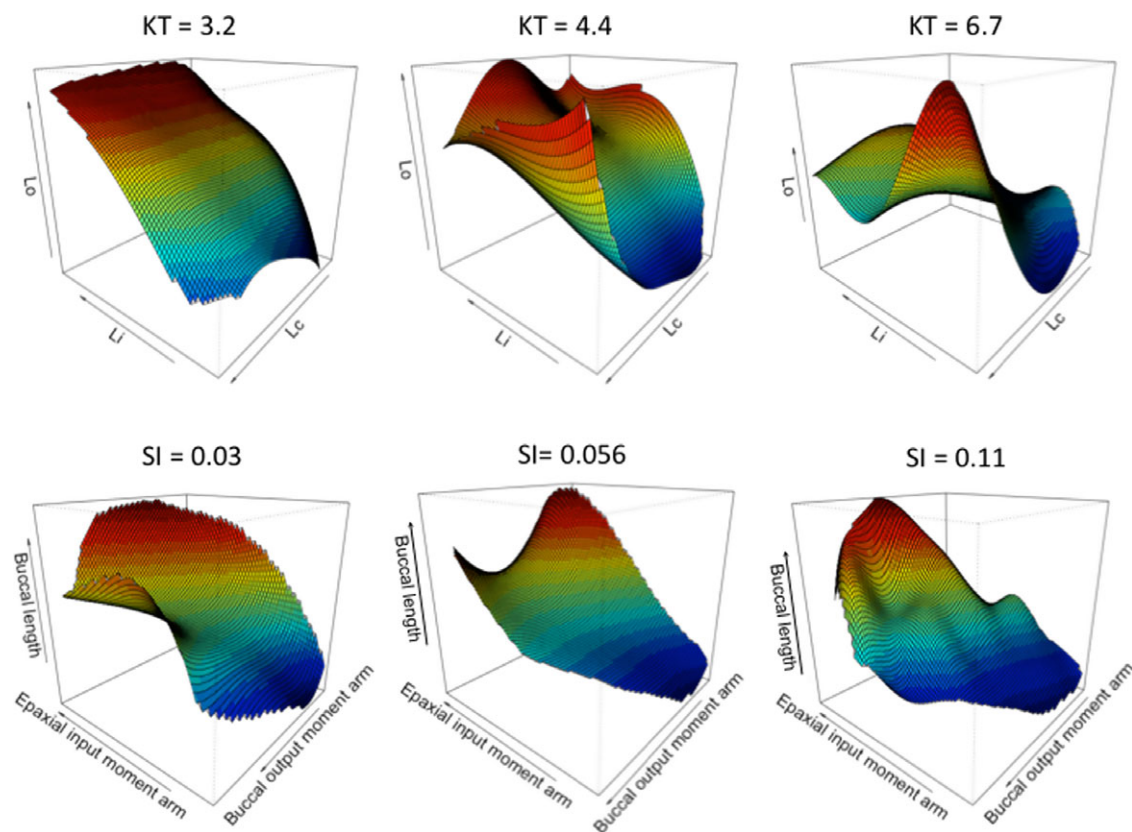 KT = 3.2
KT = 4.4
KT = 6.7
Lo
Li
Lc
Lo
Li
Lc
Lo
Li
Lc
SI = 0.03
SI= 0.056
SI = 0.11
Buccal length
Epaxial input moment arm
Buccal output moment arm
Buccal length
Epaxial input moment arm
Buccal output moment arm
Buccal length
Epaxial input moment arm
Buccal output moment arm